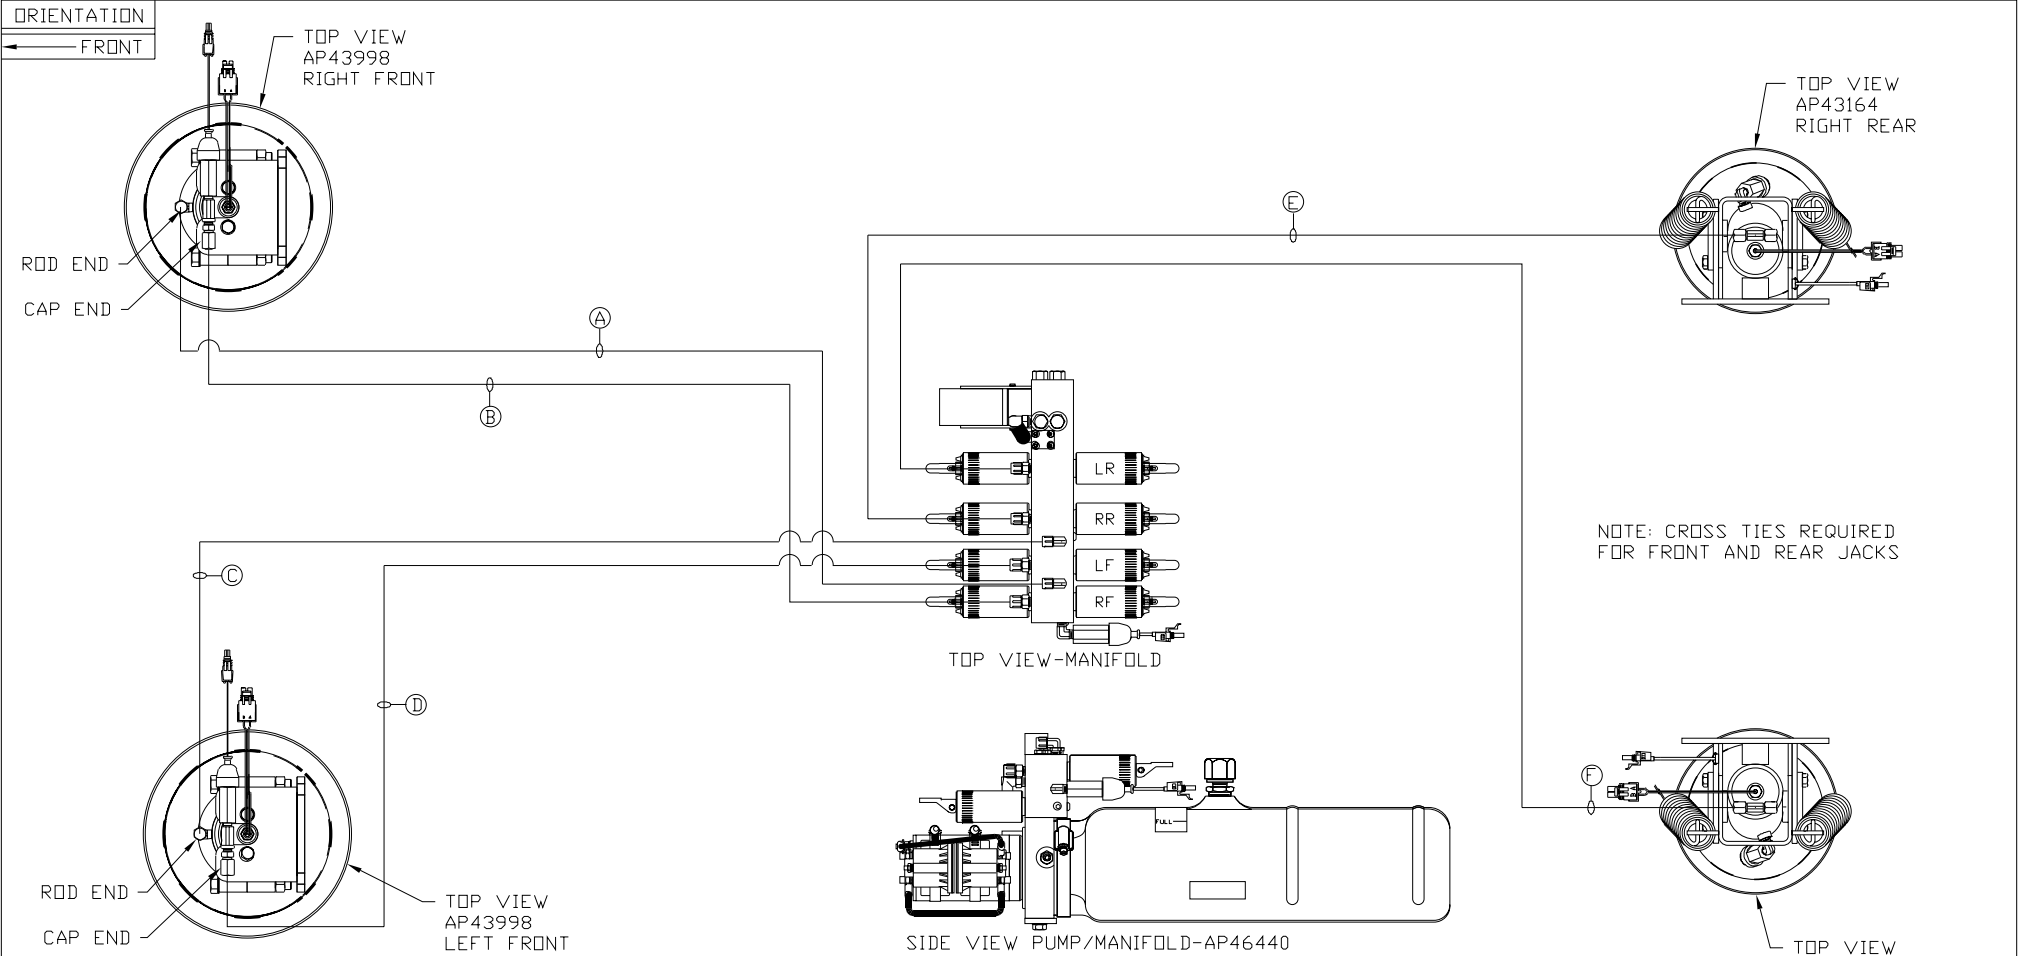 ORIENTATION
FRONT
TOP VIEW
AP43998
RIGHT FRONT
TOP VIEW
AP43164
RIGHT REAR
E
ROD END
CAP END
A
B
LR
RR
LF
RF
NOTE: CROSS TIES REQUIRED
FOR FRONT AND REAR JACKS
C
TOP VIEW-MANIFOLD
D
F
FULL
ROD END
CAP END
TOP VIEW
AP43998
LEFT FRONT
SIDE VIEW PUMP/MANIFOLD-AP46440
TOP VIEW